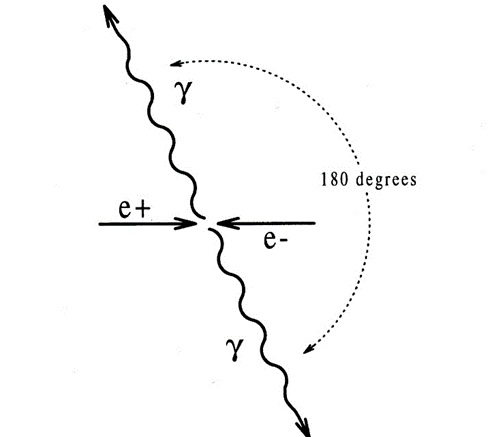 γ
180 degrees
e+
e-
γ